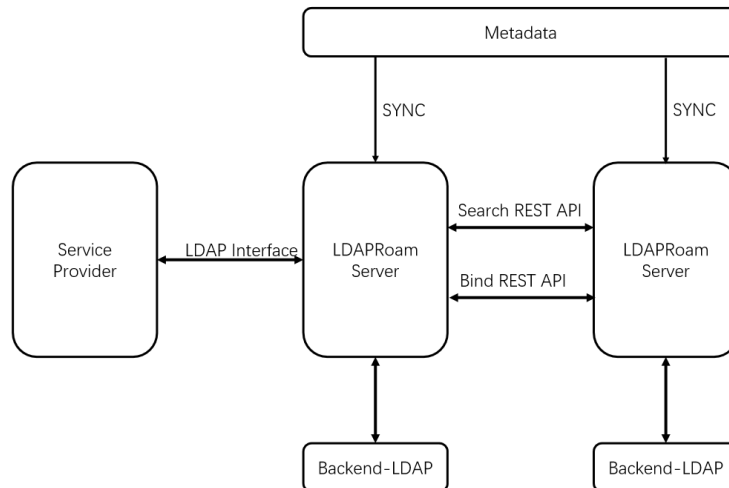 Metadata
SYNC
SYNC
Service
Provider
LDAP Interface
LDAPRoam
Server
Search REST API
Bind REST API
LDAPRoam
Server
Backend-LDAP
Backend-LDAP